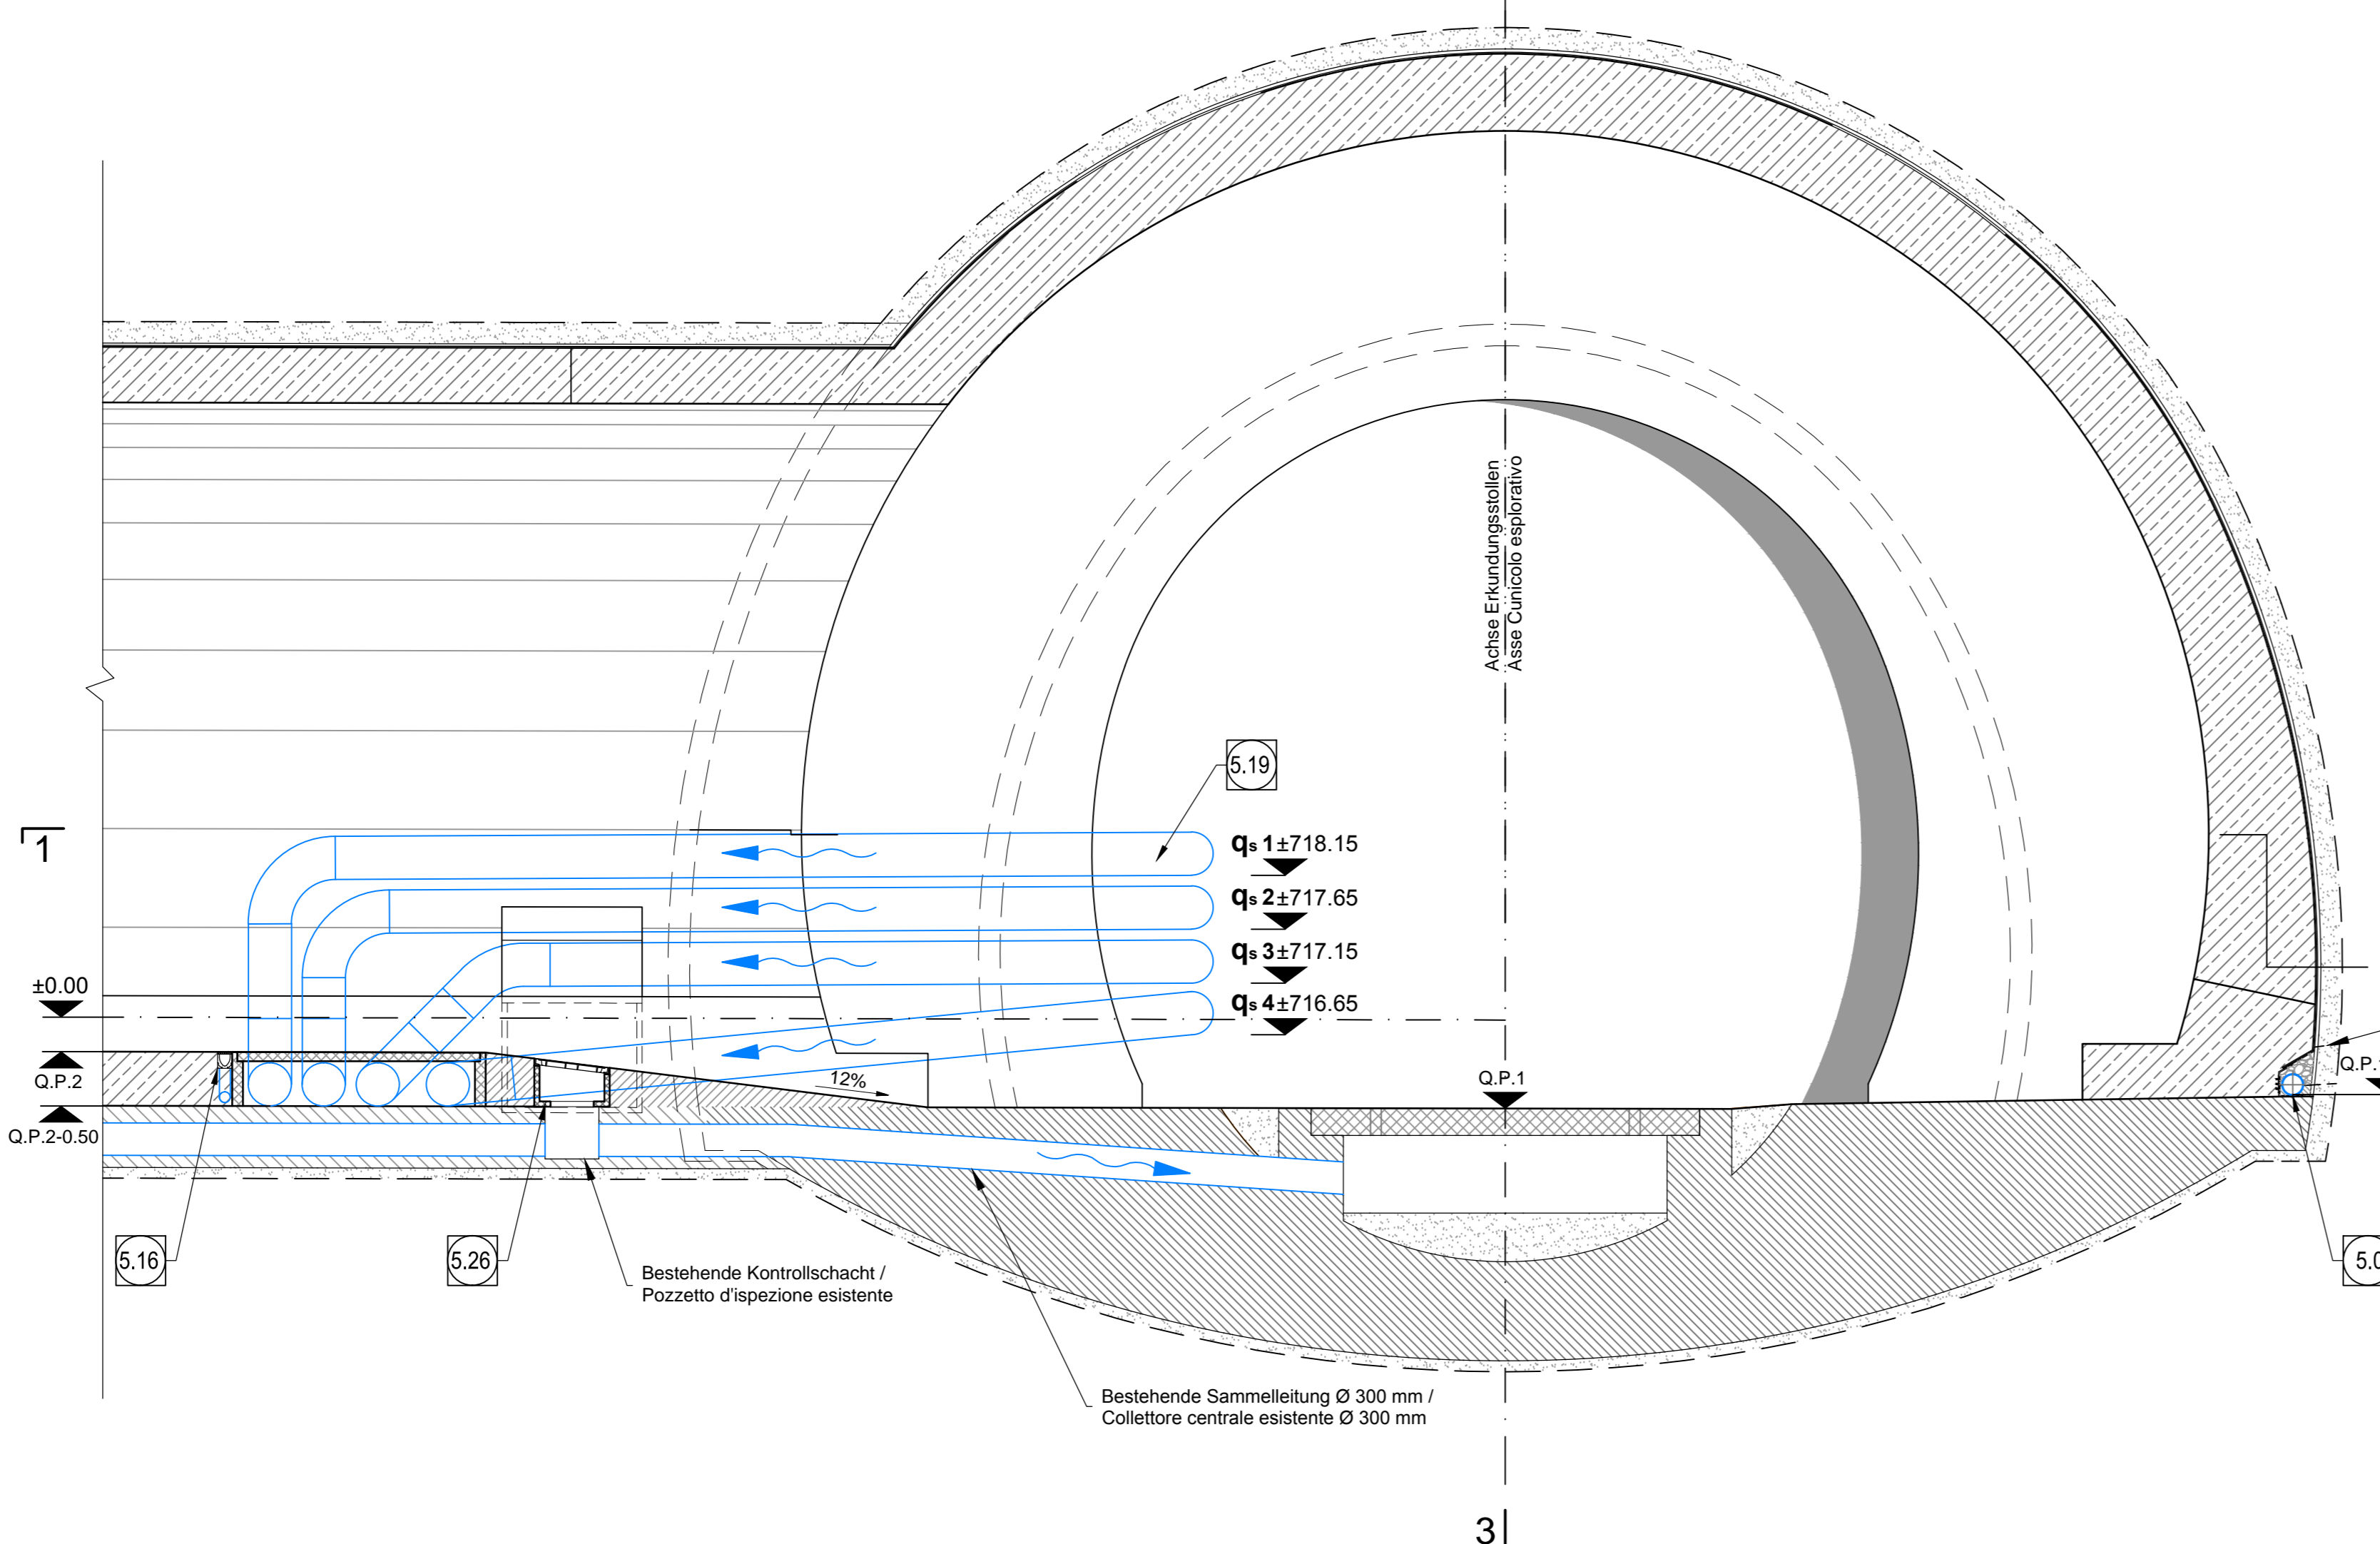 Achse Erkundungsstollen
Asse Cunicolo esplorativo
5.19
1
qs 1±718.15
qs 2±717.65
qs 3±717.15
qs 4±716.65
±0.00
Q.P.2
Q.P.2-0.50
12%
Q.P.1
Q.P.
5.16
5.26
5.0
Bestehende Kontrollschacht /
Pozzetto d'ispezione esistente
Bestehende Sammelleitung Ø 300 mm /
Collettore centrale esistente Ø 300 mm
3